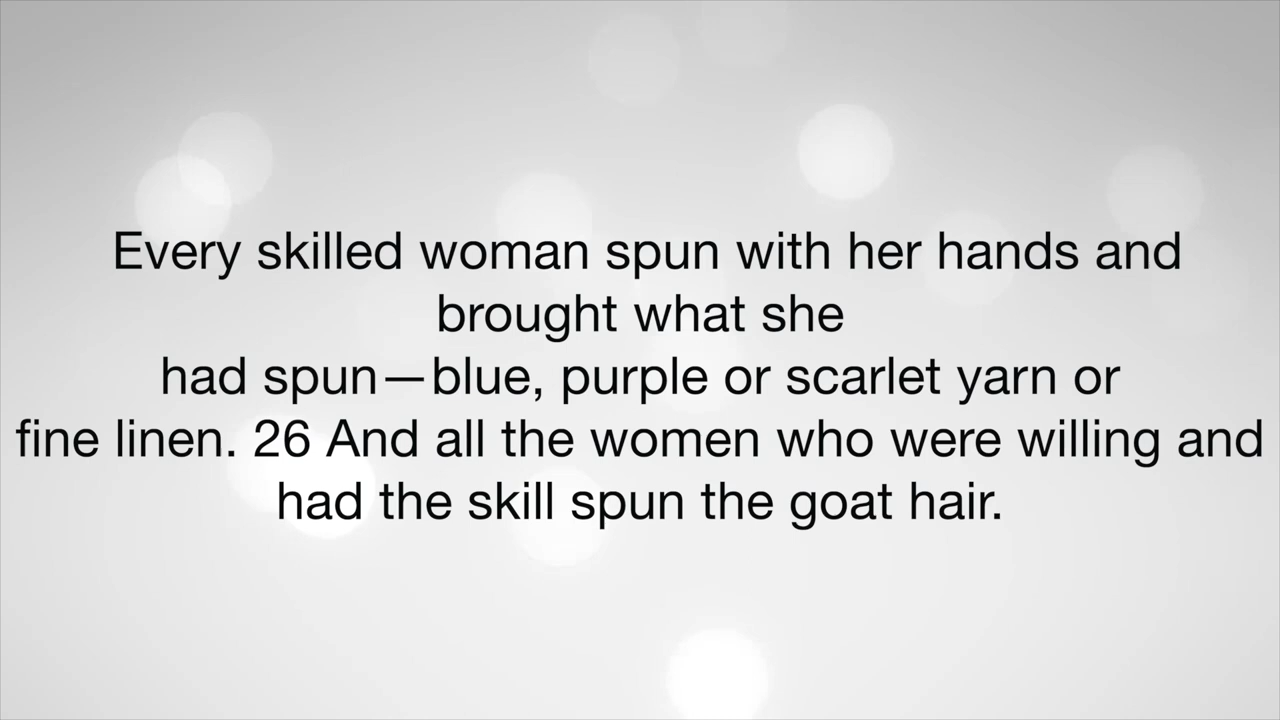 Every skilled woman spun with her hands and
brought what she
had spun—blue, purple or scarlet yarn or
fine linen. 26 And all the women who were willing and
had the skill spun the goat hair.